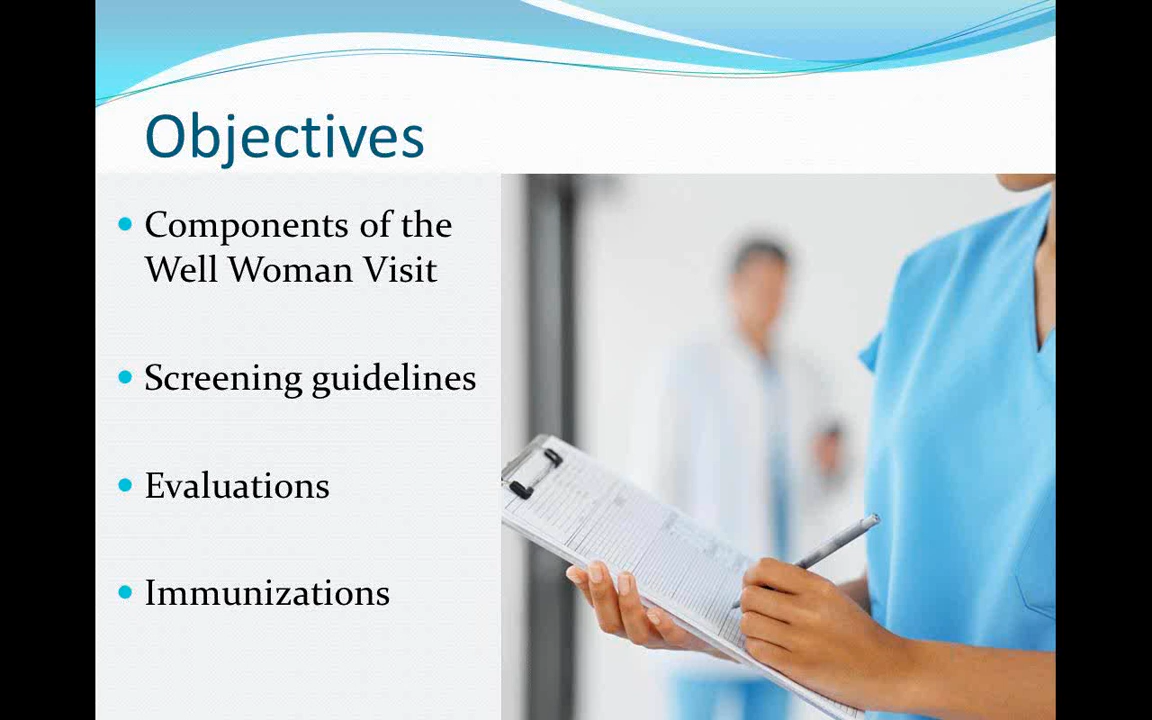 Objectives
Components of the
Well Woman Visit
Screening guidelines
Evaluations
Immunizations